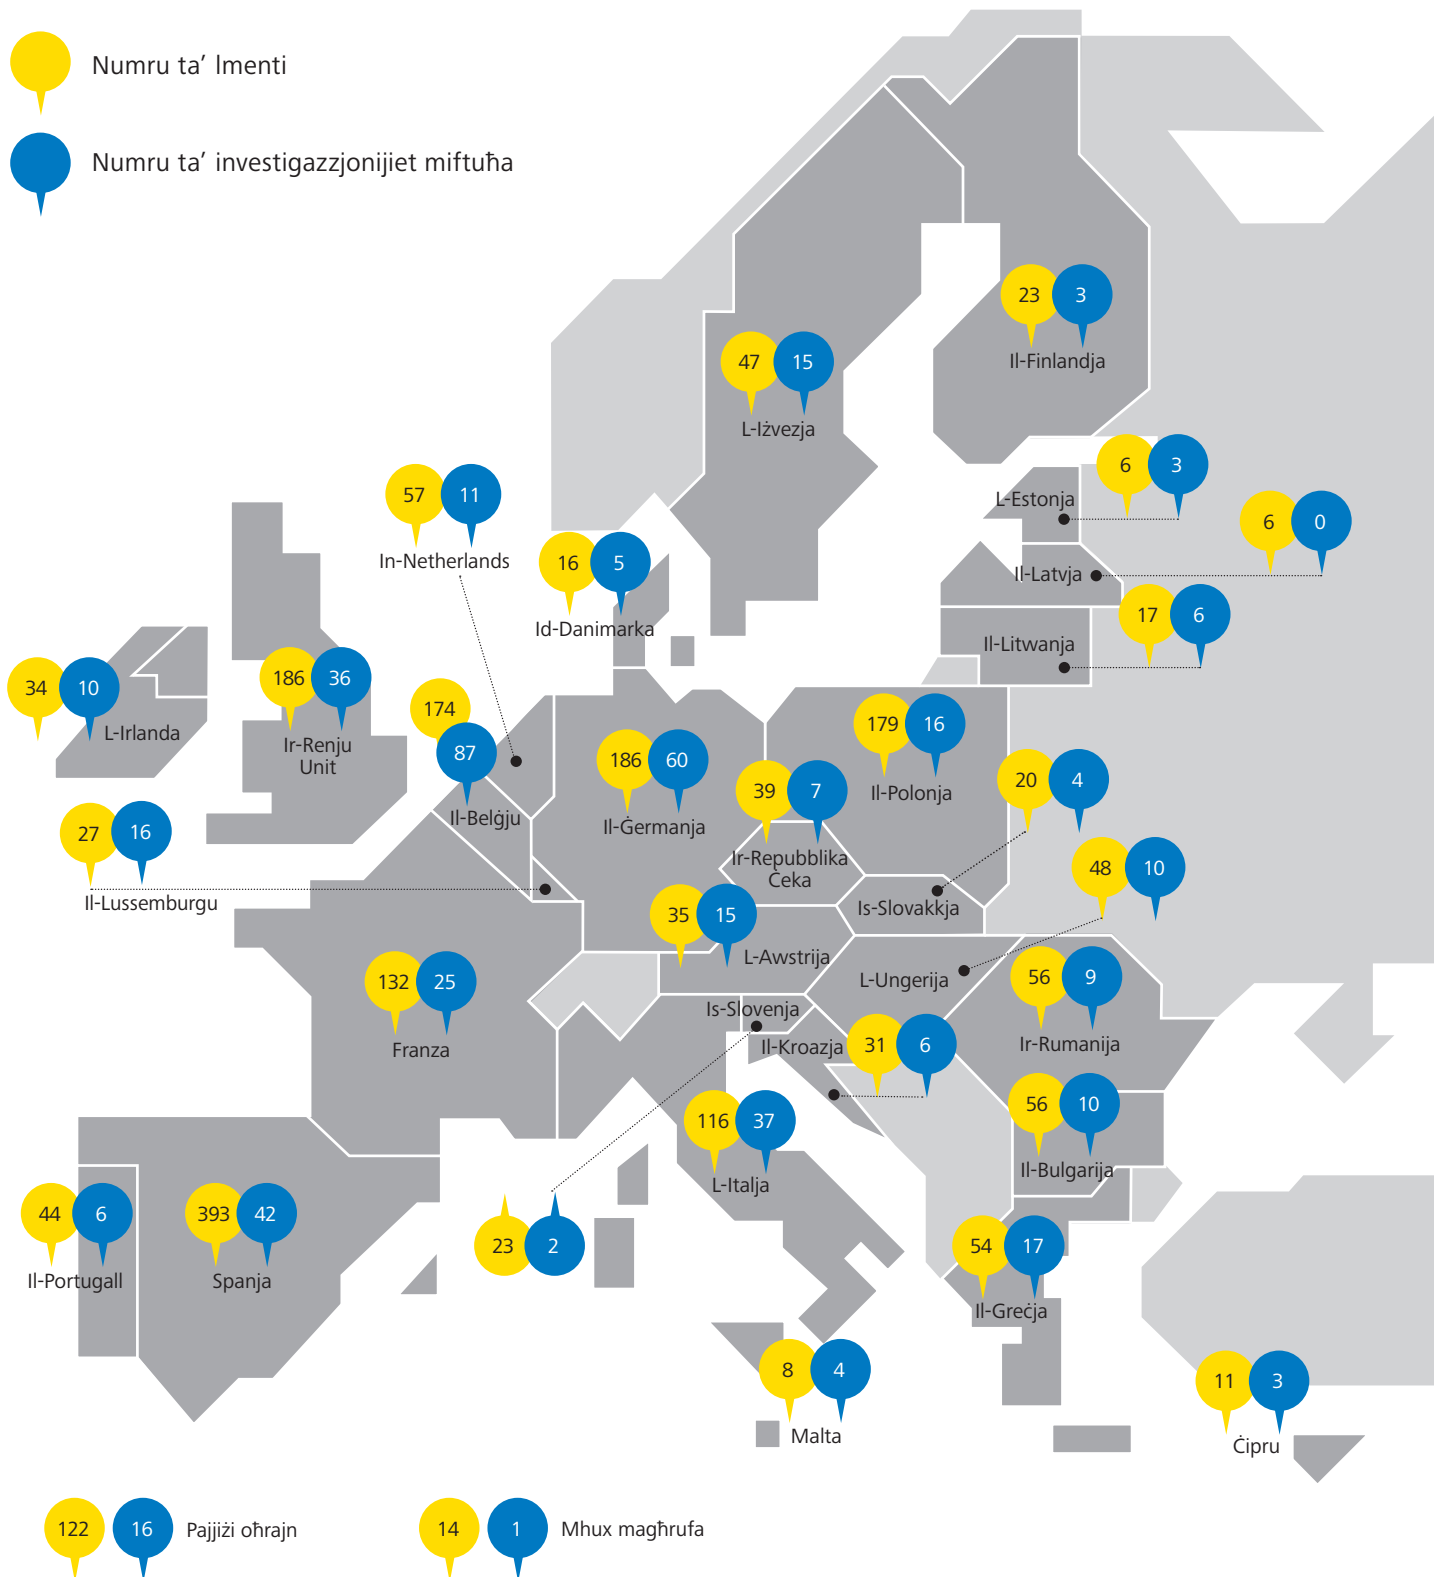 Numru ta’ lmenti
Numru ta’ investigazzjonijiet miftuħa
23 3
Il-Finlandja
47 15
L-Iżvezja
6 3
L-Estonja
57 11
In-Netherlands
6 0
Il-Latvja
16 5
Id-Danimarka
17 6
Il-Litwanja
34 10
L-Irlanda
186 36
Ir-Renju
Unit
174
87
Il-Belġju
186 60
Il-Ġermanja
179 16
Il-Polonja
39 7
Ir-Repubblika
Ċeka
20 4
Is-Slovakkja
27 16
Il-Lussemburgu
48 10
L-Ungerija
35 15
L-Awstrija
132 25
Franza
56 9
Ir-Rumanija
Is-Slovenja
Il-Kroazja
31 6
56 10
Il-Bulgarija
116 37
L-Italja
44 6
Il-Portugall
393 42
Spanja
23 2
54 17
Il-Greċja
8 4
Malta
11 3
Ċipru
122 16 Pajjiżi oħrajn
14 1 Mhux magħrufa